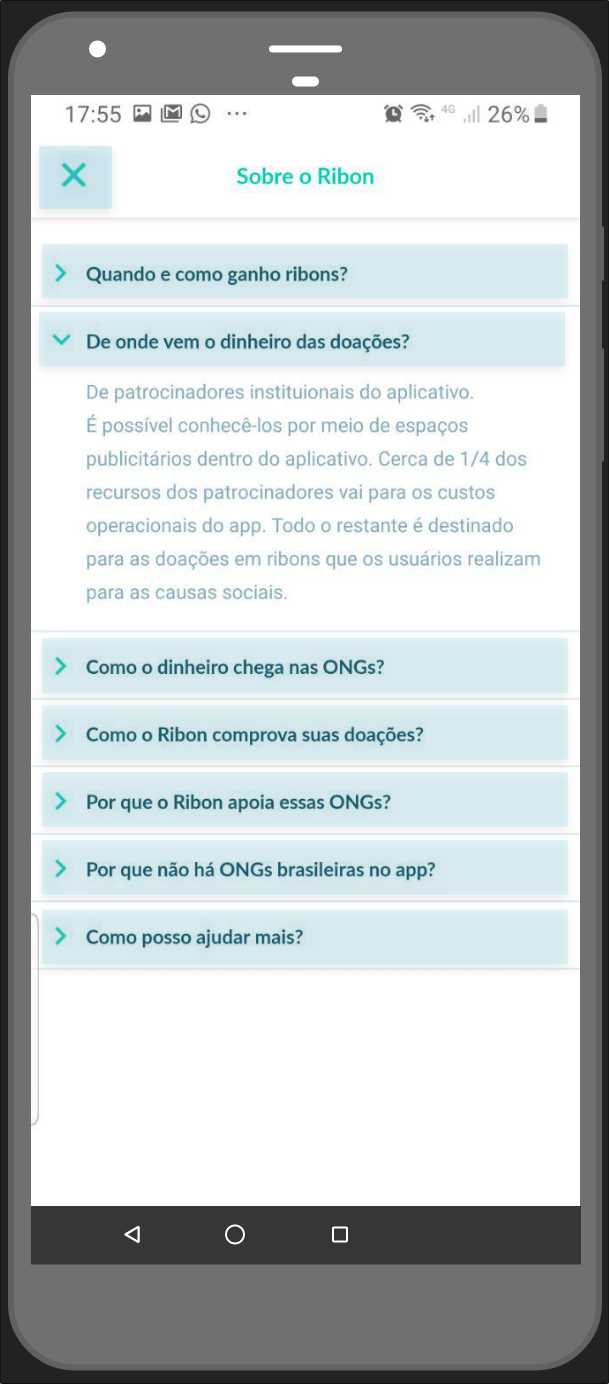 17:55 ... 4G 26%
Sobre o Ribon
Quando e como ganho ribons?
De onde vem o dinheiro das doações?
De patrocinadores instituionais do aplicativo.
É possível conhecê-los por meio de espaços
publicitários dentro do aplicativo. Cerca de 1/4 dos
recursos dos patrocinadores vai para os custos
operacionais do app. Todo o restante é destinado
para as doações em ribons que os usuários realizam
para as causas sociais.
Como o dinheiro chega nas ONGs?
Como o Ribon comprova suas doações?
Por que o Ribon apoia essas ONGs?
Por que não há ONGs brasileiras no app?
Como posso ajudar mais?